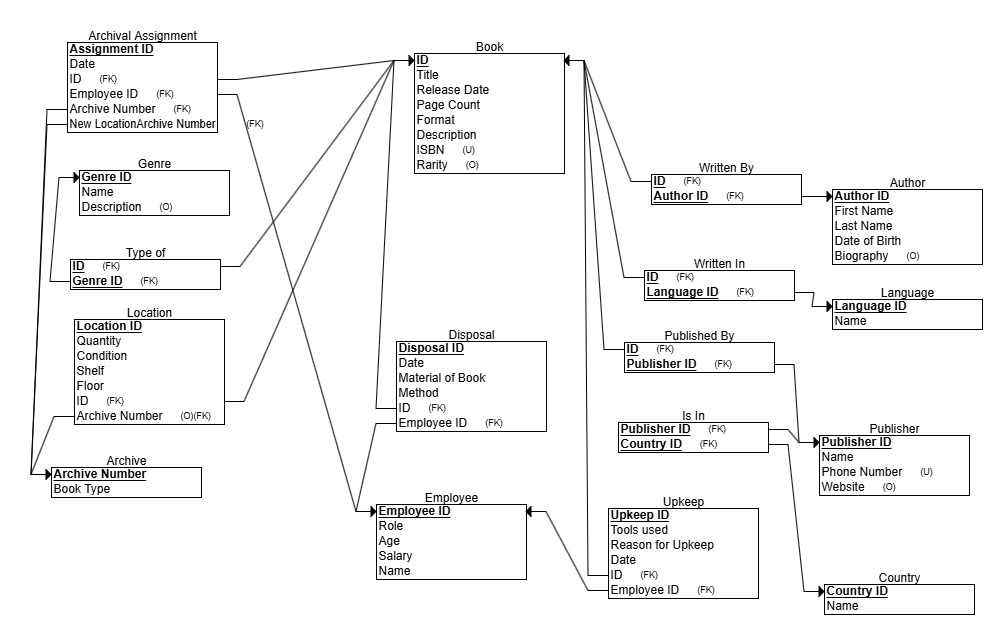 Archival Assignment
Assignment ID
Date
ID (FK)
Employee ID (FK)
Archive Number (FK)
New LocationArchive Number (FK)
Book
ID
Title
Release Date
Page Count
Format
Description
ISBN (U)
Rarity (O)
Genre
Genre ID
Name
Description (O)
Written By
ID (FK)
Author ID (FK)
Author
Author ID
First Name
Last Name
Date of Birth
Biography (O)
Type of
ID (FK)
Genre ID (FK)
Written In
ID (FK)
Language ID (FK)
Language
Language ID
Name
Location
Location ID
Quantity
Condition
Shelf
Floor
ID (FK)
Archive Number (O)(FK)
Disposal
Disposal ID
Date
Material of Book
Method
ID (FK)
Employee ID (FK)
Published By
ID (FK)
Publisher ID (FK)
Is In
Publisher ID (FK)
Country ID (FK)
Publisher
Publisher ID
Name
Phone Number (U)
Website (O)
Archive
Archive Number
Book Type
Employee
Employee ID
Role
Age
Salary
Name
Upkeep
Upkeep ID
Tools used
Reason for Upkeep
Date
ID (FK)
Employee ID (FK)
Country
Country ID
Name